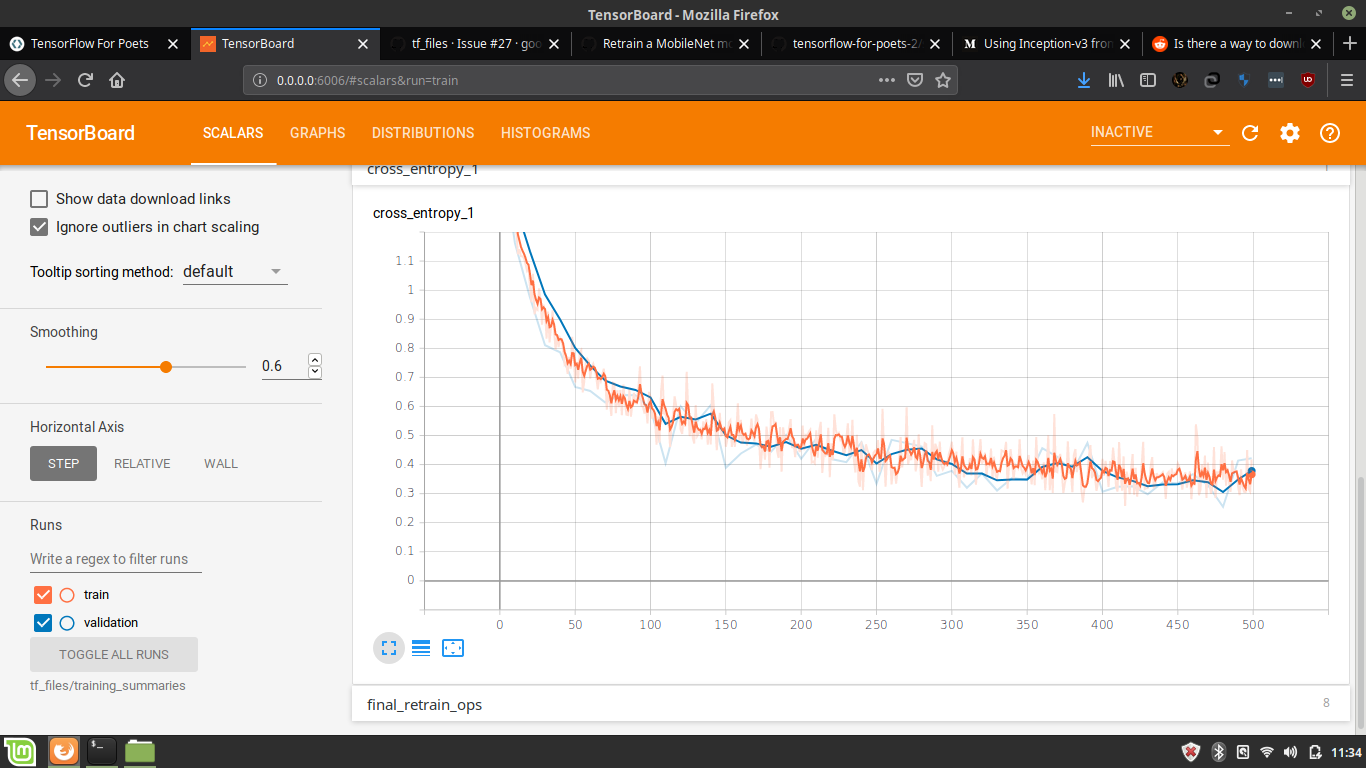 TensorBoard - Mozilla Firefox
TensorFlow For Poets
TensorBoard
tf_files · Issue #27 · goo
Retrain a MobileNet mo
tensorflow-for-poets-2/
Using Inception-v3 from
Is there a way to downl
0.0.0.0:6006/#scalars&run=train
TensorBoard
SCALARS
GRAPHS
DISTRIBUTIONS
HISTOGRAMS
INACTIVE
Show data download links
Ignore outliers in chart scaling
Tooltip sorting method: default
Smoothing
0.6
Horizontal Axis
STEP RELATIVE WALL
Runs
Write a regex to filter runs
train
validation
TOGGLE ALL RUNS
tf_files/training_summaries
cross_entropy_1
1
cross_entropy_1
1.1
1
0.9
0.8
0.7
0.6
0.5
0.4
0.3
0.2
0.1
0
0 50 100 150 200 250 300 350 400 450 500
final_retrain_ops
8
11:34